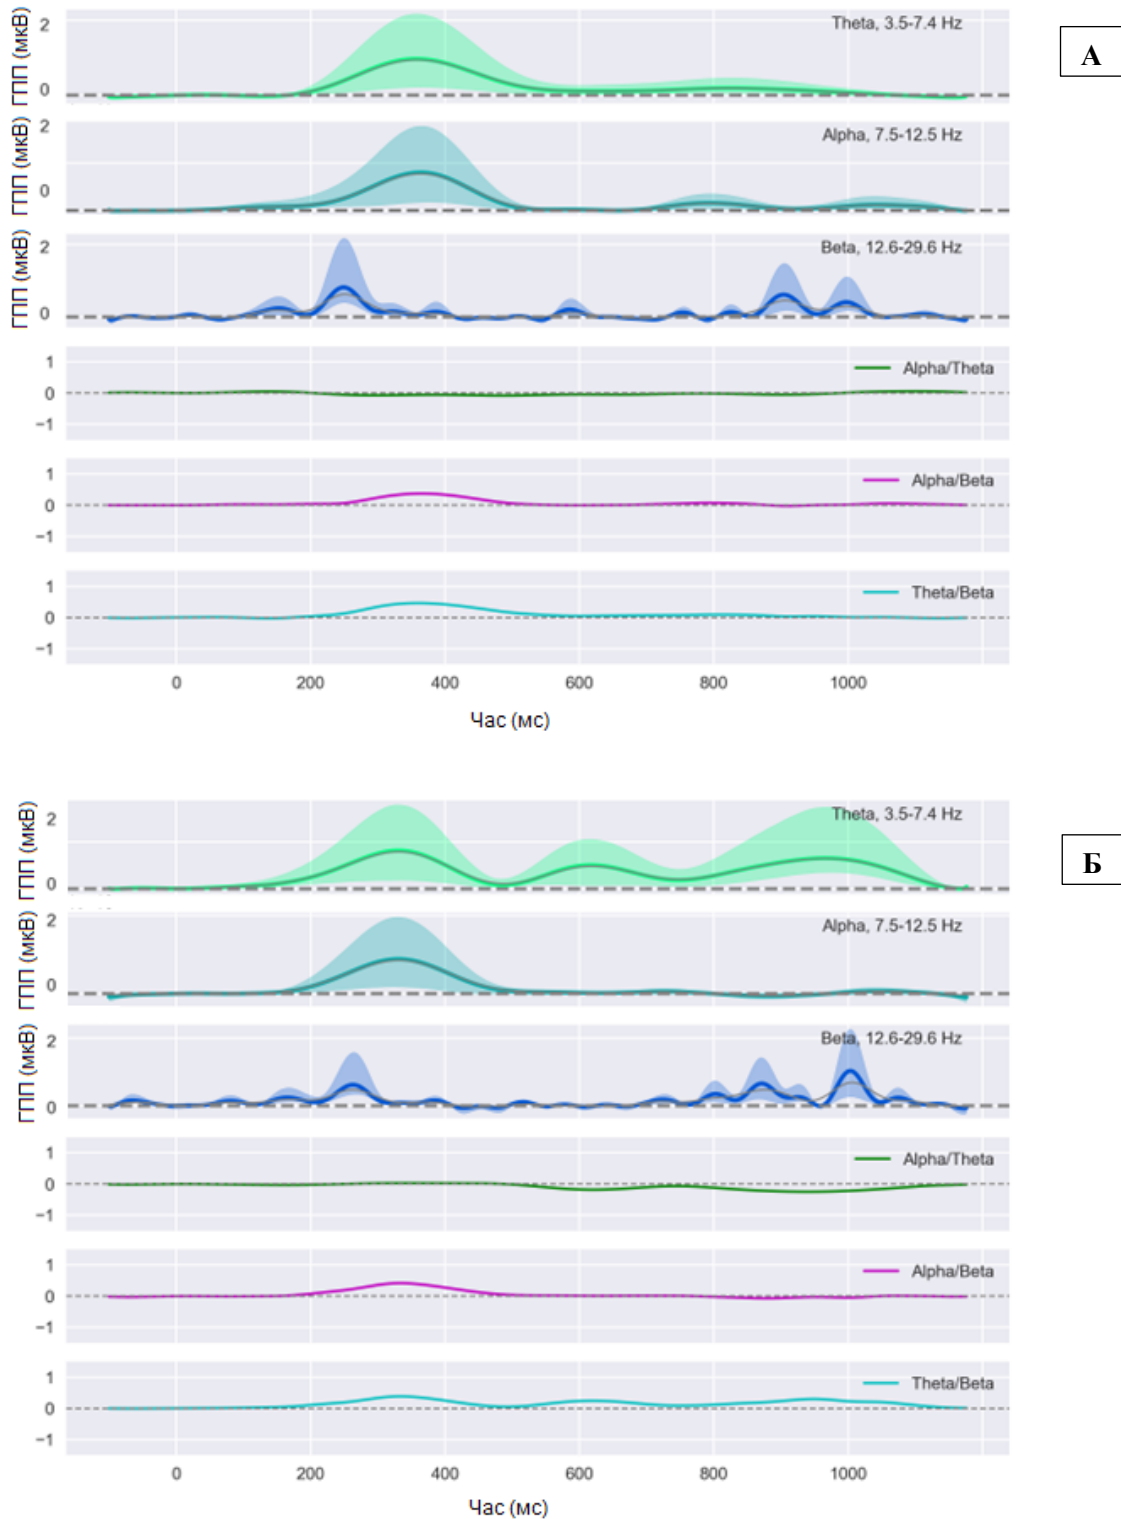 А
ГПП (мкВ)
2
0
Theta, 3.5-7.4 Hz
ГПП (мкВ)
2
0
Alpha, 7.5-12.5 Hz
ГПП (мкВ)
2
0
Beta, 12.6-29.6 Hz
1
0
−1
Alpha/Theta
1
0
−1
Alpha/Beta
1
0
−1
Theta/Beta
0 200 400 600 800 1000
Час (мс)
Б
ГПП (мкВ)
2
0
Theta, 3.5-7.4 Hz
ГПП (мкВ)
2
0
Alpha, 7.5-12.5 Hz
ГПП (мкВ)
2
0
Beta, 12.6-29.6 Hz
1
0
−1
Alpha/Theta
1
0
−1
Alpha/Beta
1
0
−1
Theta/Beta
0 200 400 600 800 1000
Час (мс)